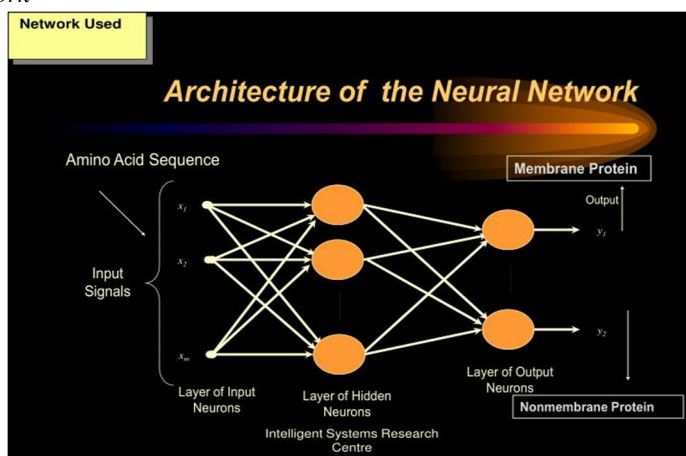 Network Used
Architecture of the Neural Network
Amino Acid Sequence
Membrane Protein
Output
x1
y1
x2
Input
Signals
xm
y2
Layer of Input
Neurons
Layer of Hidden
Neurons
Layer of Output
Neurons
Nonmembrane Protein
Intelligent Systems Research
Centre